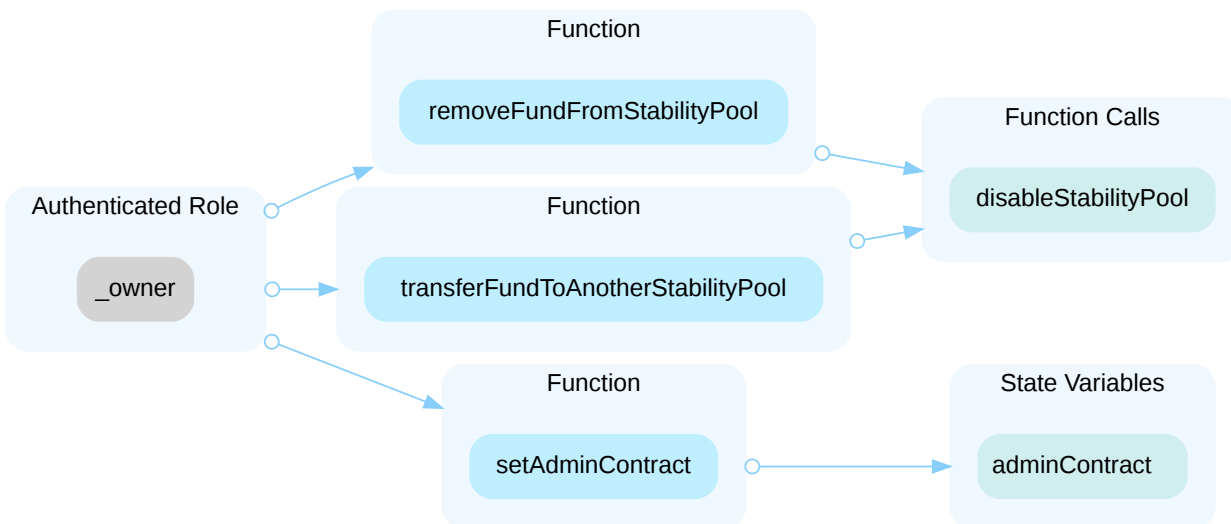 Function
removeFundFromStabilityPool
Function Calls
disableStabilityPool
Authenticated Role
_owner
Function
transferFundToAnotherStabilityPool
Function
setAdminContract
State Variables
adminContract